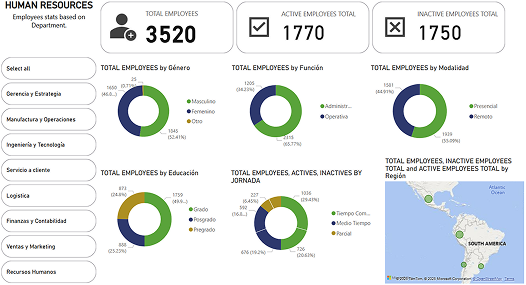 HUMAN RESOURCES
Employees stats based on
Department.
TOTAL EMPLOYEES
3520
ACTIVE EMPLOYEES TOTAL
1770
INACTIVE EMPLOYEES TOTAL
1750
Select all
Gerencia y Estrategia
Manufactura y Operaciones
Ingeniería y Tecnología
Servicio a cliente
Logística
Finanzas y Contabilidad
Ventas y Marketing
Recursos Humanos
TOTAL EMPLOYEES by Género
25
(0.71%)
1650
(46.8...)
1845
(52.41%)
Masculino
Femenino
Otro
TOTAL EMPLOYEES by Función
1205
(34.23%)
2315
(65.77%)
Administr...
Operativa
TOTAL EMPLOYEES by Modalidad
1581
(44.91%)
1939
(55.09%)
Presencial
Remoto
TOTAL EMPLOYEES by Educación
873
(24.8%)
1759
(49.9...)
888
(25.23%)
Grado
Posgrado
Pregrado
TOTAL EMPLOYEES, ACTIVES, INACTIVES BY
JORNADA
227
(6.45%)
1036
(29.43%)
592
(16.8...)
676 (19.2%)
726
(20.63%)
Tiempo Com...
Medio Tiempo
Parcial
TOTAL EMPLOYEES, INACTIVE EMPLOYEES
TOTAL and ACTIVE EMPLOYEES TOTAL by
Región
Atlantic
Ocean
SOUTH AMERICA
© 2025 TomTom, © 2025 Microsoft Corporation, © OpenStreetMap Terms